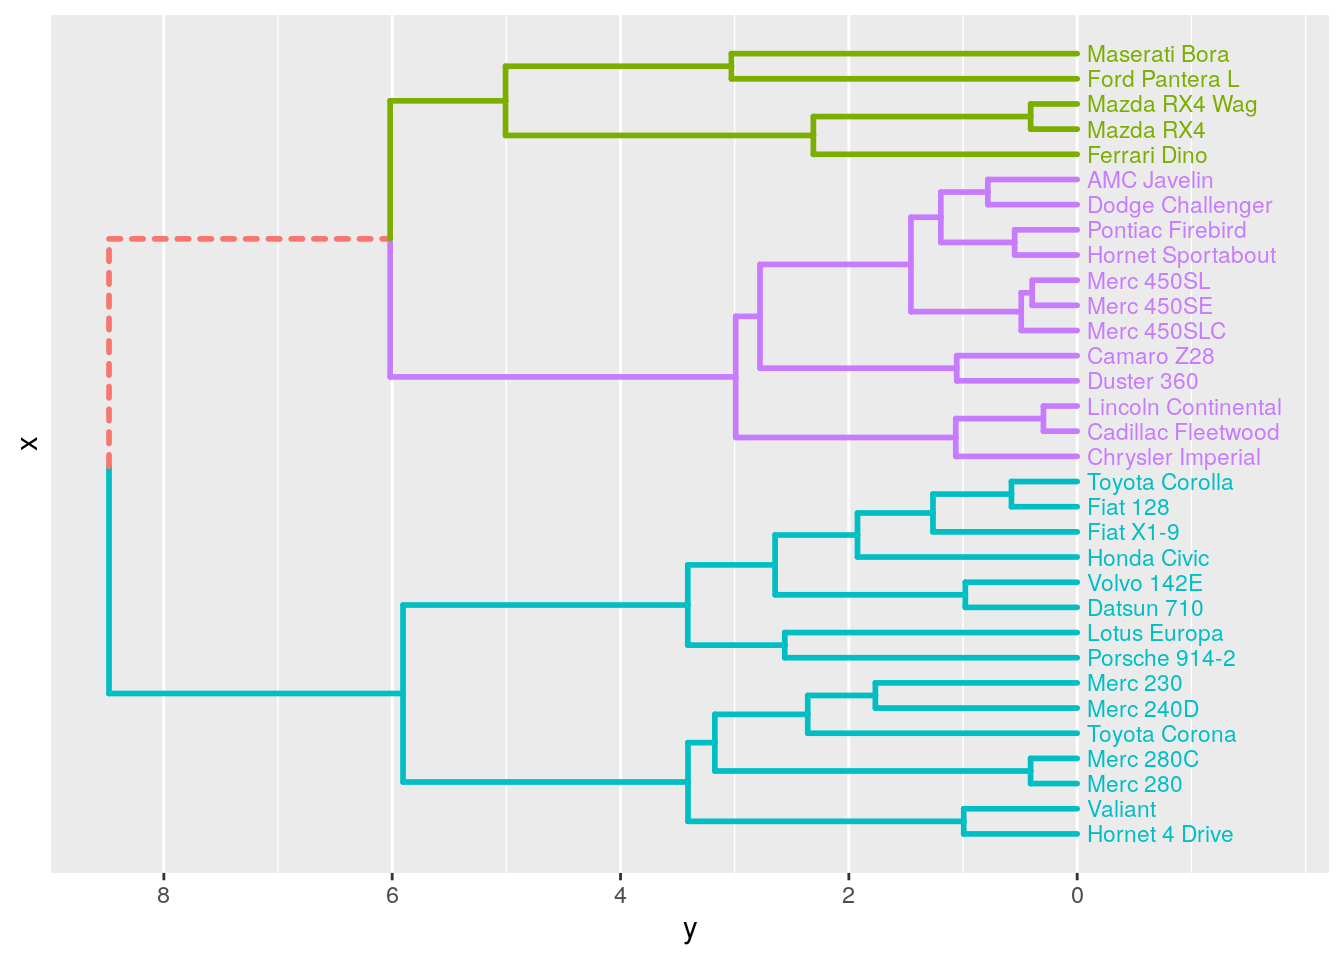 Maserati Bora
Ford Pantera L
Mazda RX4 Wag
Mazda RX4
Ferrari Dino
AMC Javelin
Dodge Challenger
Pontiac Firebird
Hornet Sportabout
Merc 450SL
Merc 450SE
Merc 450SLC
Camaro Z28
Duster 360
Lincoln Continental
Cadillac Fleetwood
Chrysler Imperial
Toyota Corolla
Fiat 128
Fiat X1-9
Honda Civic
Volvo 142E
Datsun 710
Lotus Europa
Porsche 914-2
Merc 230
Merc 240D
Toyota Corona
Merc 280C
Merc 280
Valiant
Hornet 4 Drive
x
8 6 4 2 0
y